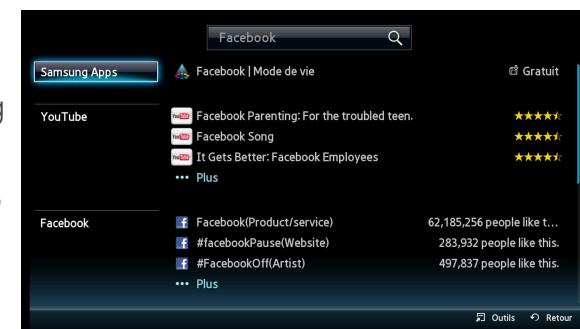 Facebook
Samsung Apps
Facebook | Mode de vie
Gratuit
YouTube
Facebook Parenting: For the troubled teen.
Facebook Song
It Gets Better: Facebook Employees
••• Plus
Facebook
Facebook(Product/service) 62,185,256 people like t...
#facebookPause(Website) 283,932 people like this.
#FacebookOff(Artist) 497,837 people like this.
••• Plus
Outils Retour